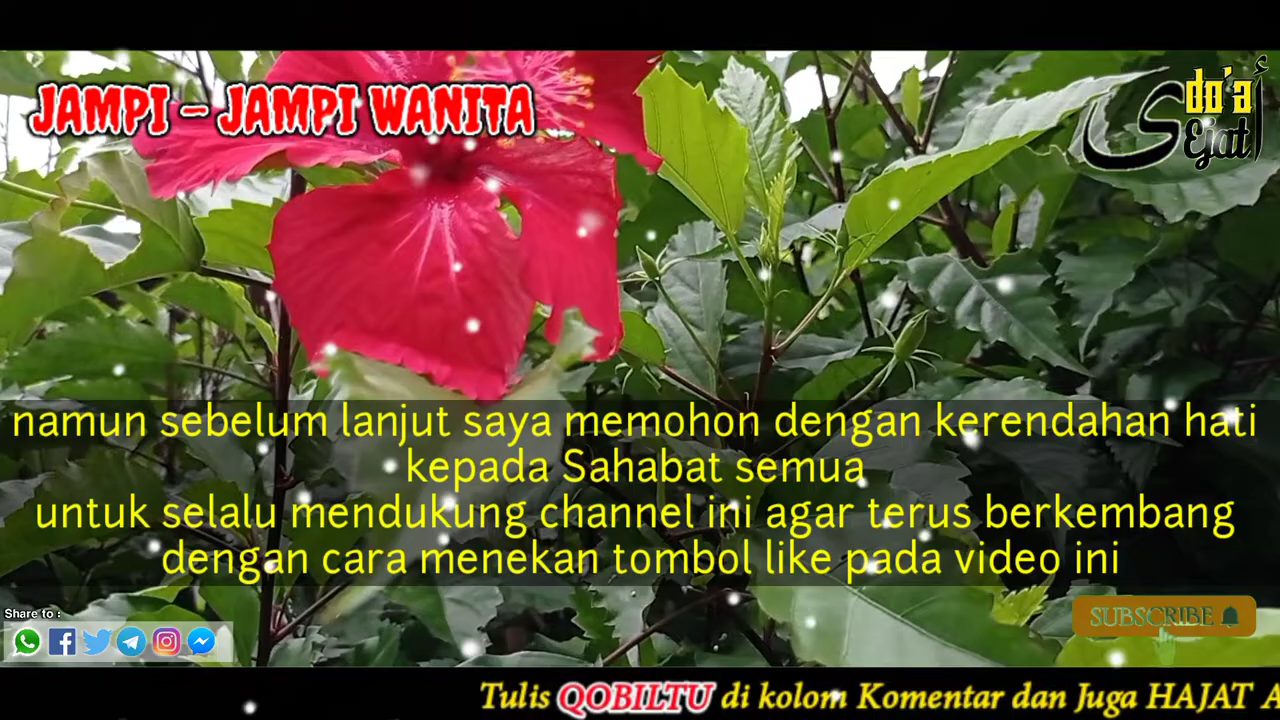 JAMPI - JAMPI WANITA
do'a
Ejati
namun sebelum lanjut saya memohon dengan kerendahan hati
kepada Sahabat semua
untuk selalu mendukung channel ini agar terus berkembang
dengan cara menekan tombol like pada video ini
Share to :
SUBSCRIBE
Tulis QOBILTU di kolom Komentar dan Juga HAJAT A